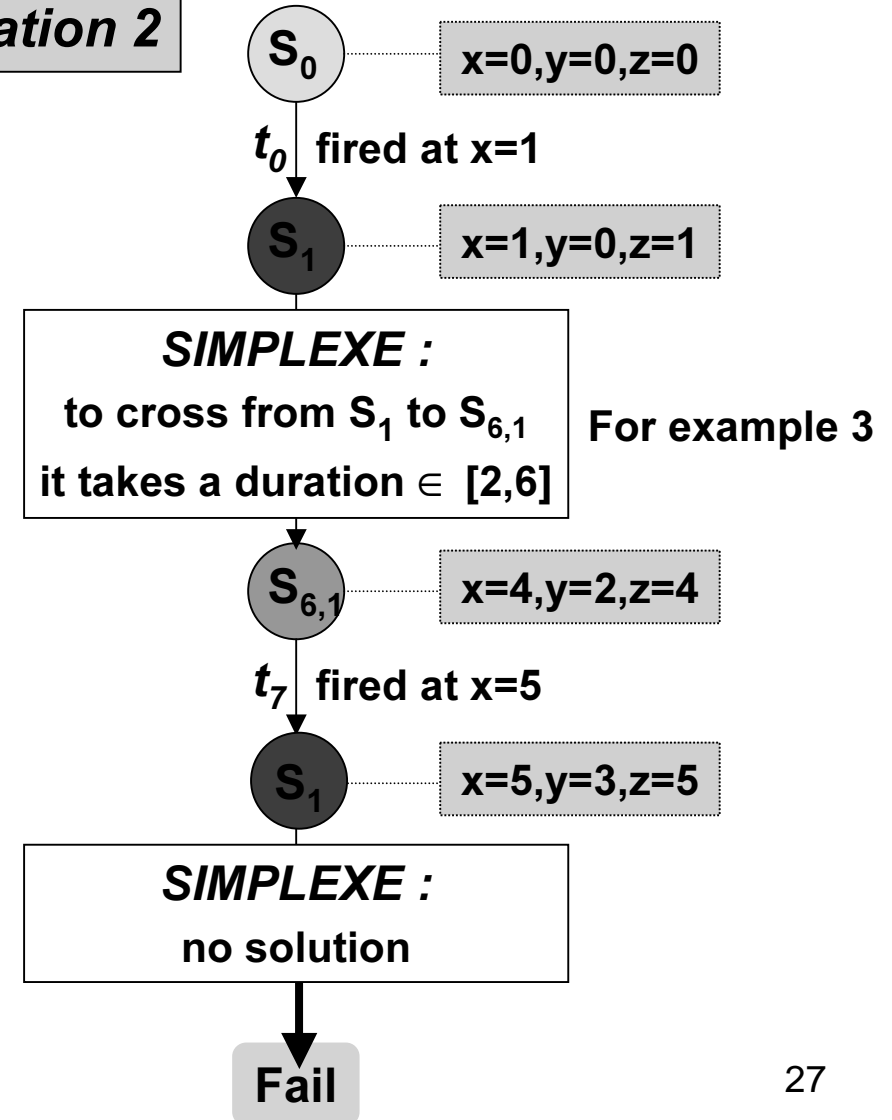 ation 2
S0
x=0,y=0,z=0
t0 fired at x=1
S1
x=1,y=0,z=1
SIMPLEXE :
to cross from S1 to S6,1
it takes a duration ∈ [2,6]
For example 3
S6,1
x=4,y=2,z=4
t7 fired at x=5
S1
x=5,y=3,z=5
SIMPLEXE :
no solution
Fail
27